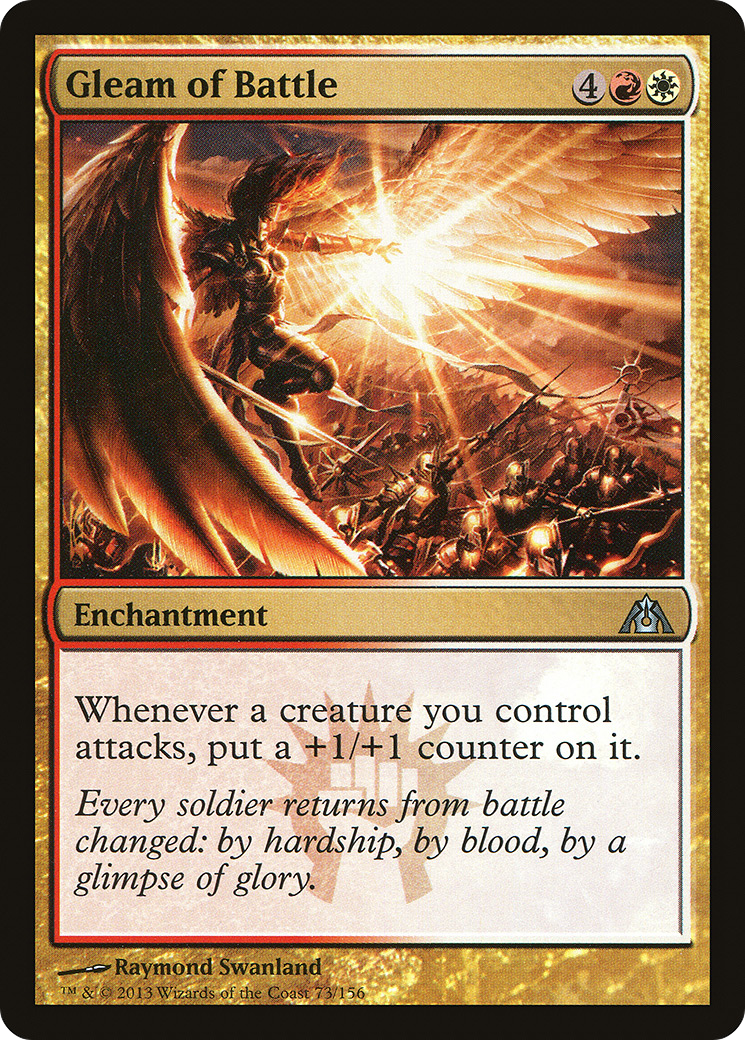 Gleam of Battle 4
Enchantment
Whenever a creature you control
attacks, put a +1/+1 counter on it.
Every soldier returns from battle
changed: by hardship, by blood, by a
glimpse of glory.
Raymond Swanland
™ & © 2013 Wizards of the Coast 73/156